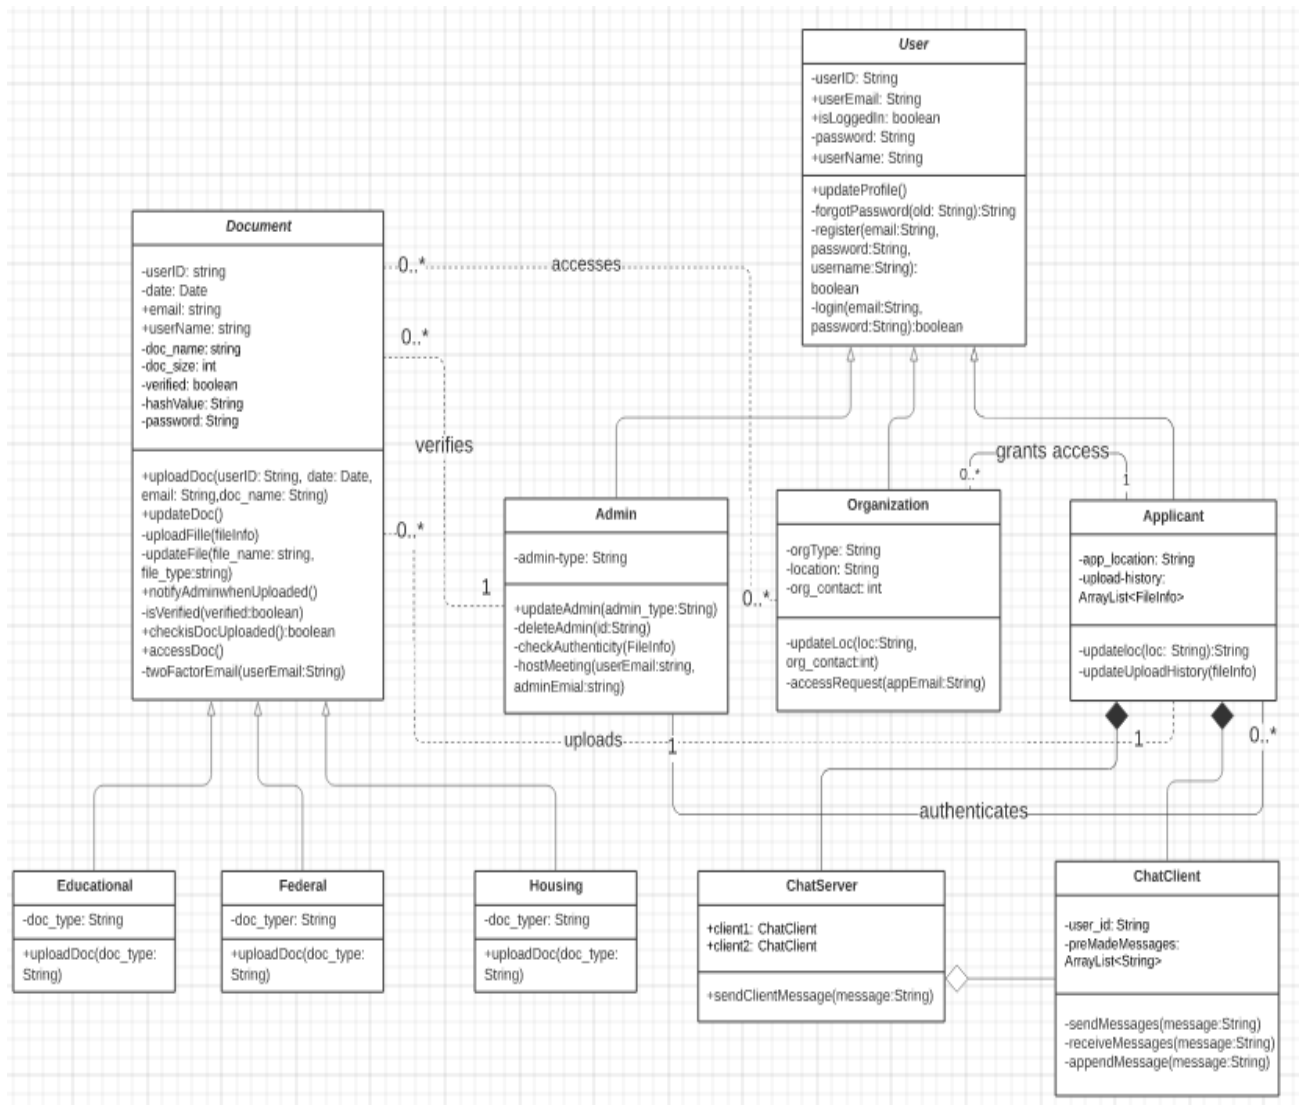 User
-userID: String
+userEmail: String
+isLoggedIn: boolean
-password: String
+userName: String
+updateProfile()
-forgotPassword(old: String):String
-register(email:String,
password:String,
username:String):
boolean
-login(email:String,
password:String):boolean
Document
-userID: string
-date: Date
+email: string
+userName: string
-doc_name: string
-doc_size: int
-verified: boolean
-hashValue: String
-password: String
+uploadDoc(userID: String, date: Date,
email: String,doc_name: String)
+updateDoc()
-uploadFille(fileInfo)
-updateFile(file_name: string,
file_type:string)
+notifyAdminwhenUploaded()
-isVerified(verified:boolean)
+checkisDocUploaded():boolean
+accessDoc()
-twoFactorEmail(userEmail:String)
0..*
accesses
0..*
0..*
verifies
1
0..*
uploads
1
grants access
0..*
1
Admin
-admin-type: String
+updateAdmin(admin_type:String)
-deleteAdmin(id:String)
-checkAuthenticity(FileInfo)
-hostMeeting(userEmail:string,
adminEmial:string)
Organization
-orgType: String
-location: String
-org_contact: int
-updateLoc(loc:String,
org_contact:int)
-accessRequest(appEmail:String)
Applicant
-app_location: String
-upload-history:
ArrayList<FileInfo>
-updateloc(loc: String):String
-updateUploadHistory(fileInfo)
1
0..*
authenticates
Educational
-doc_type: String
+uploadDoc(doc_type:
String)
Federal
-doc_typer: String
+uploadDoc(doc_type:
String)
Housing
-doc_typer: String
+uploadDoc(doc_type:
String)
ChatServer
+client1: ChatClient
+client2: ChatClient
+sendClientMessage(message:String)
ChatClient
-user_id: String
-preMadeMessages:
ArrayList<String>
-sendMessages(message:String)
-receiveMessages(message:String)
-appendMessage(message:String)